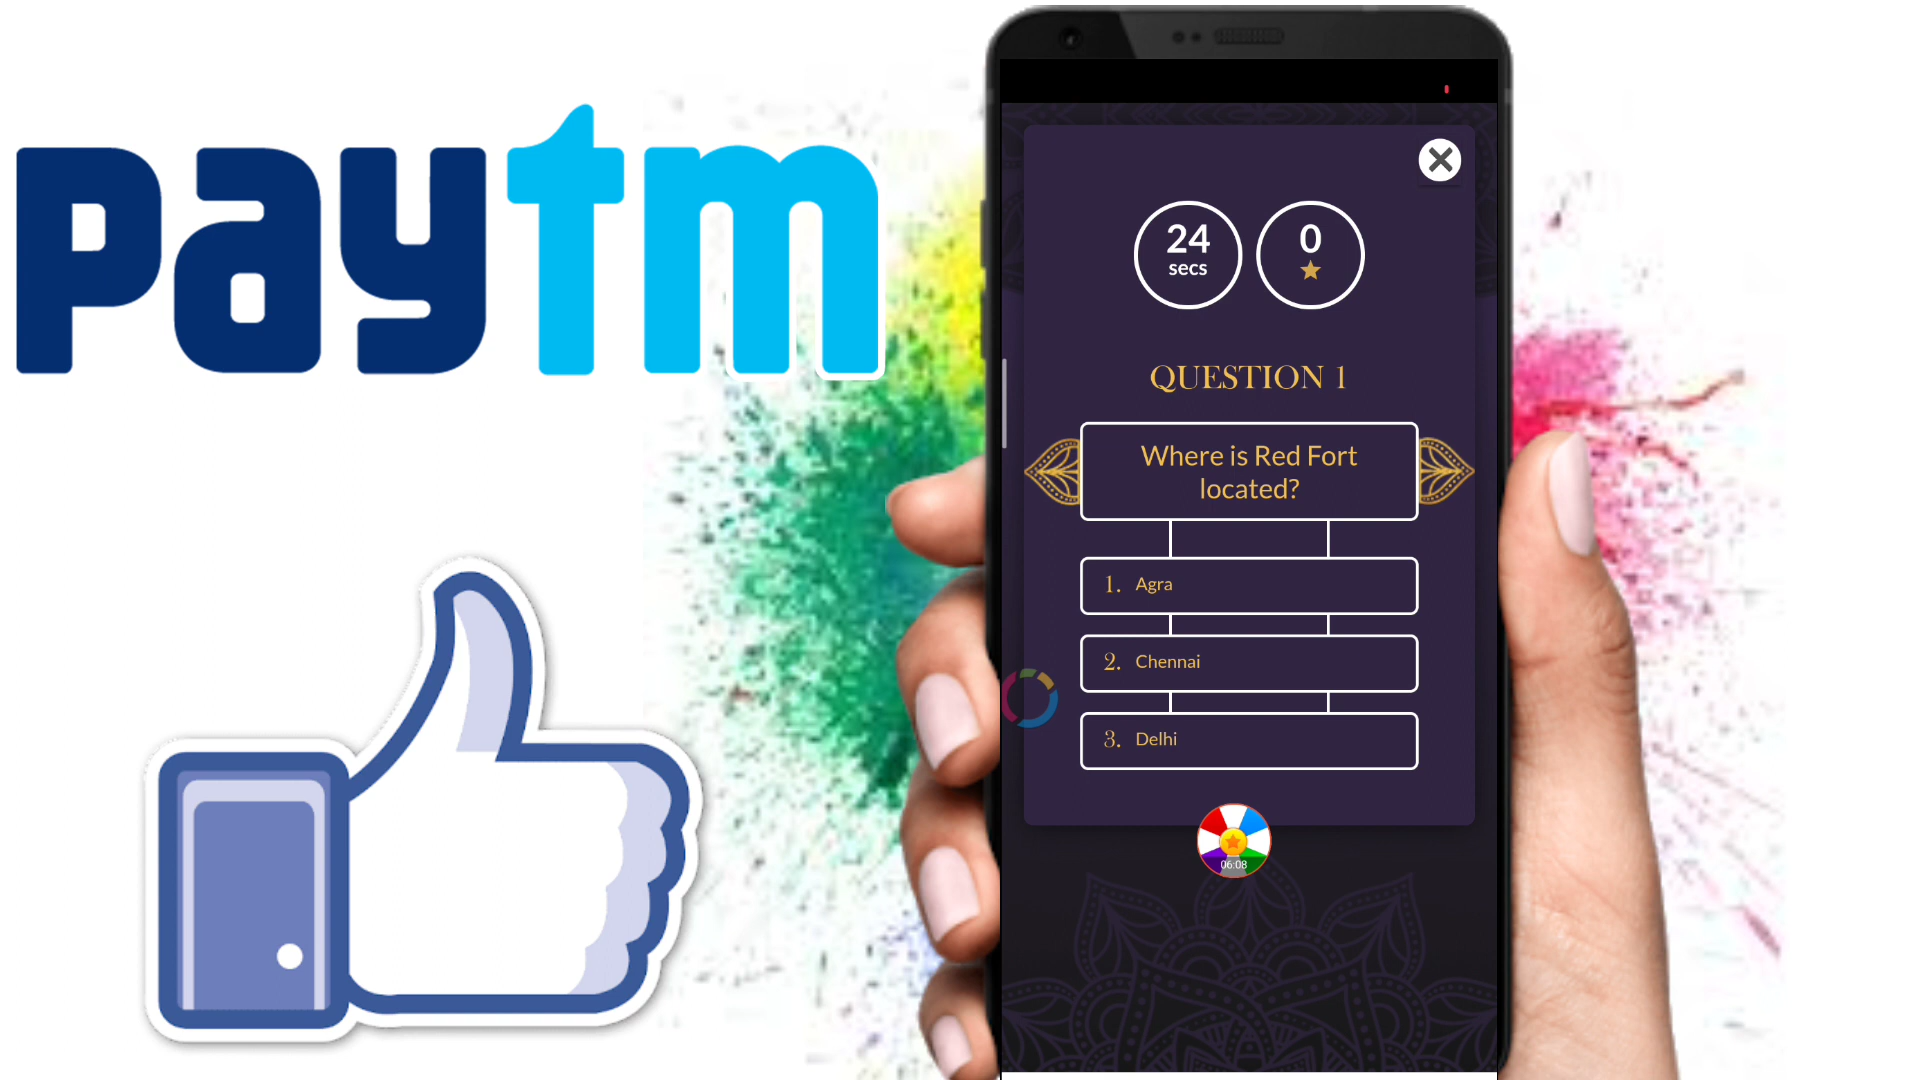 paytm
24
secs
0
QUESTION 1
Where is Red Fort
located?
1. Agra
2. Chennai
3. Delhi
06:08